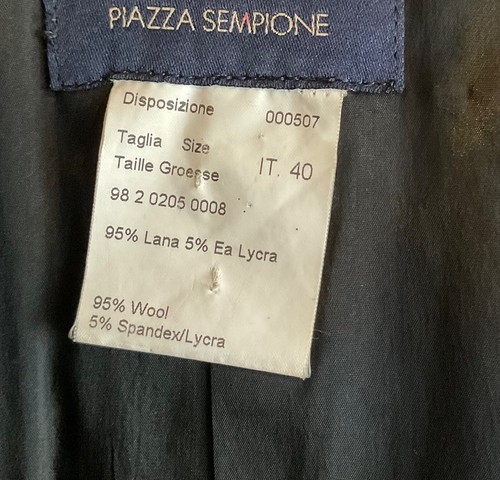 PIAZZA SEMPIONE
Disposizione 000507
Taglia Size
Taille Groesse IT. 40
98 2 0205 0008
95% Lana 5% Ea Lycra
95% Wool
5% Spandex/Lycra